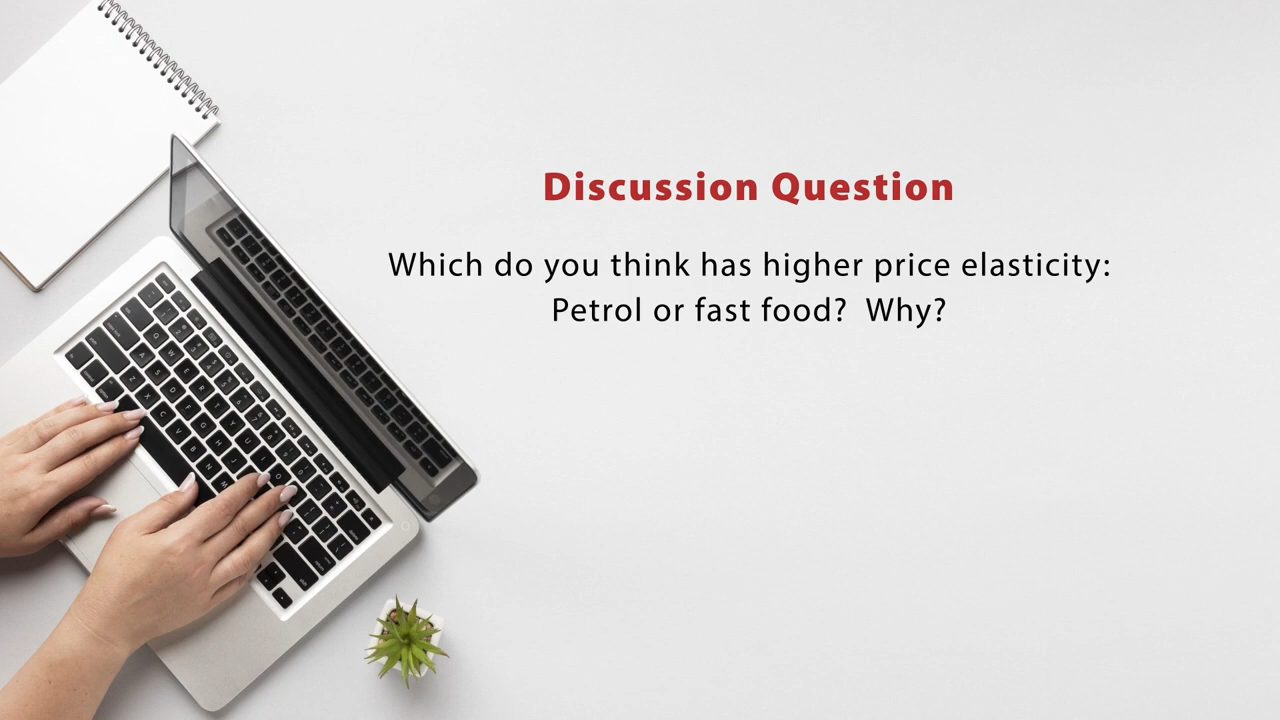 Discussion Question
Which do you think has higher price elasticity:
Petrol or fast food?  Why?